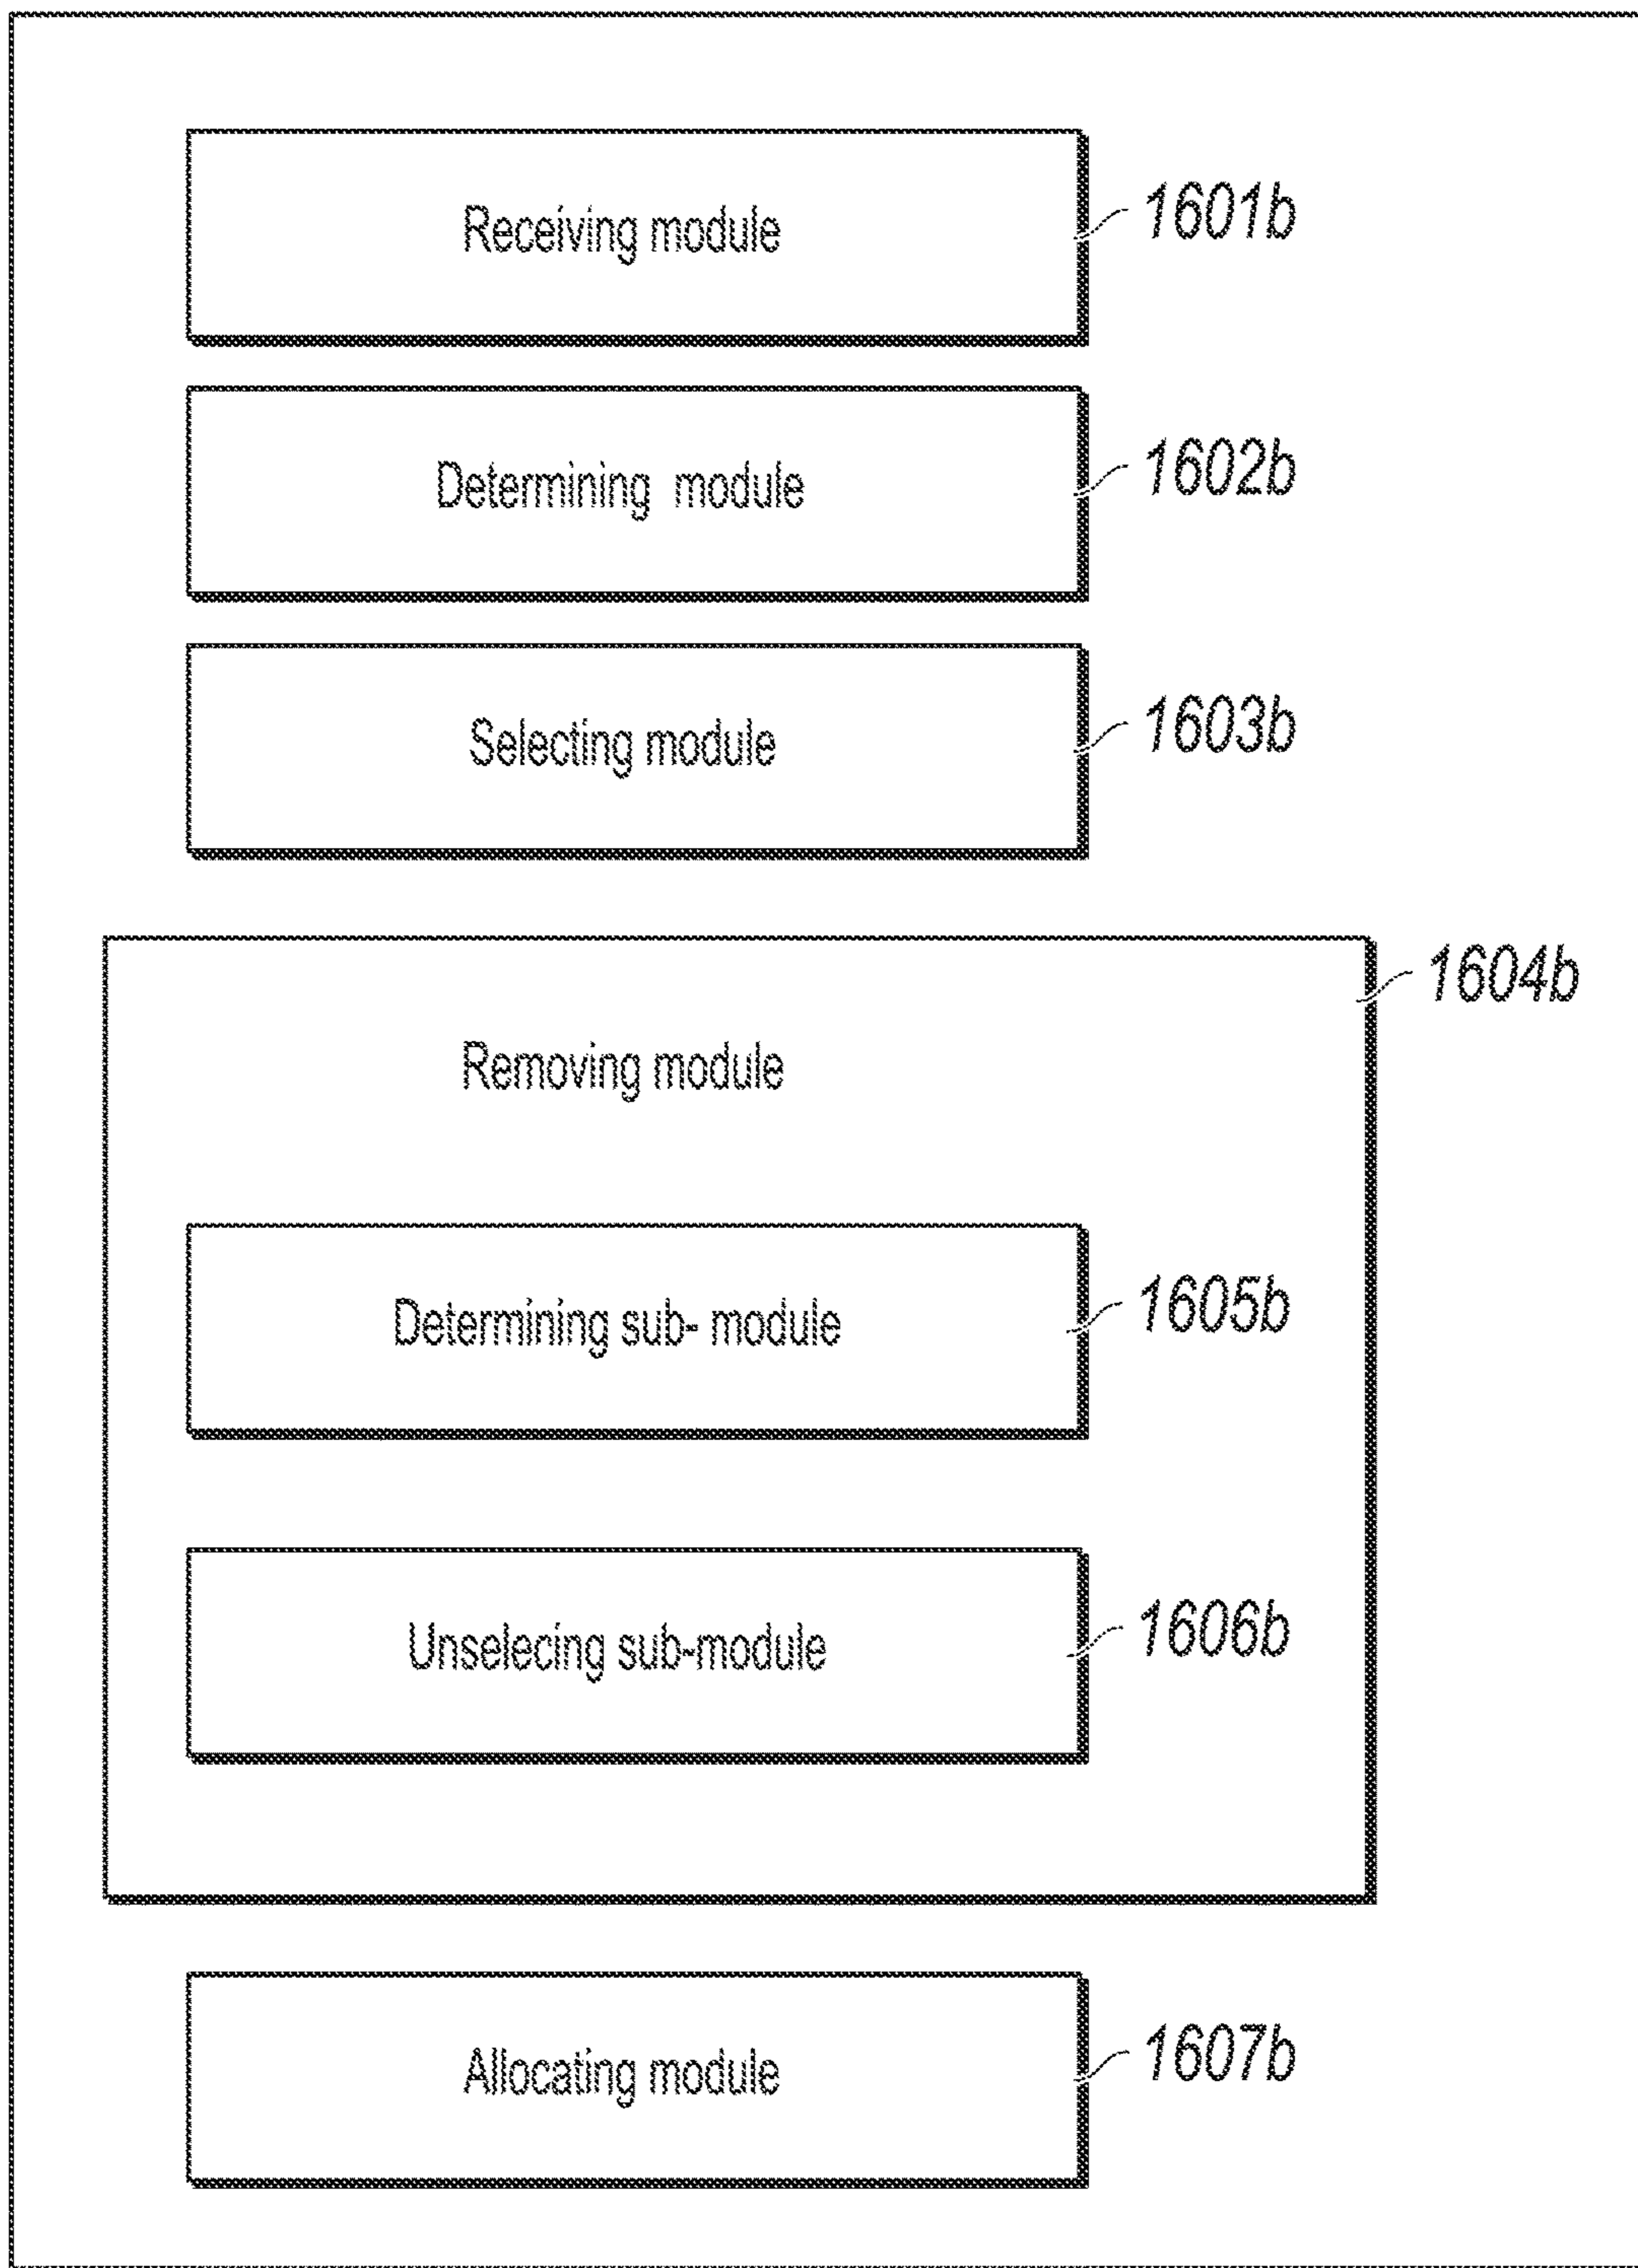 Receiving module
1601b
Determining module
1602b
Selecting module
1603b
1604b
Removing module
Determining sub- module
1605b
Unselecing sub-module
1606b
Allocating module
1607b